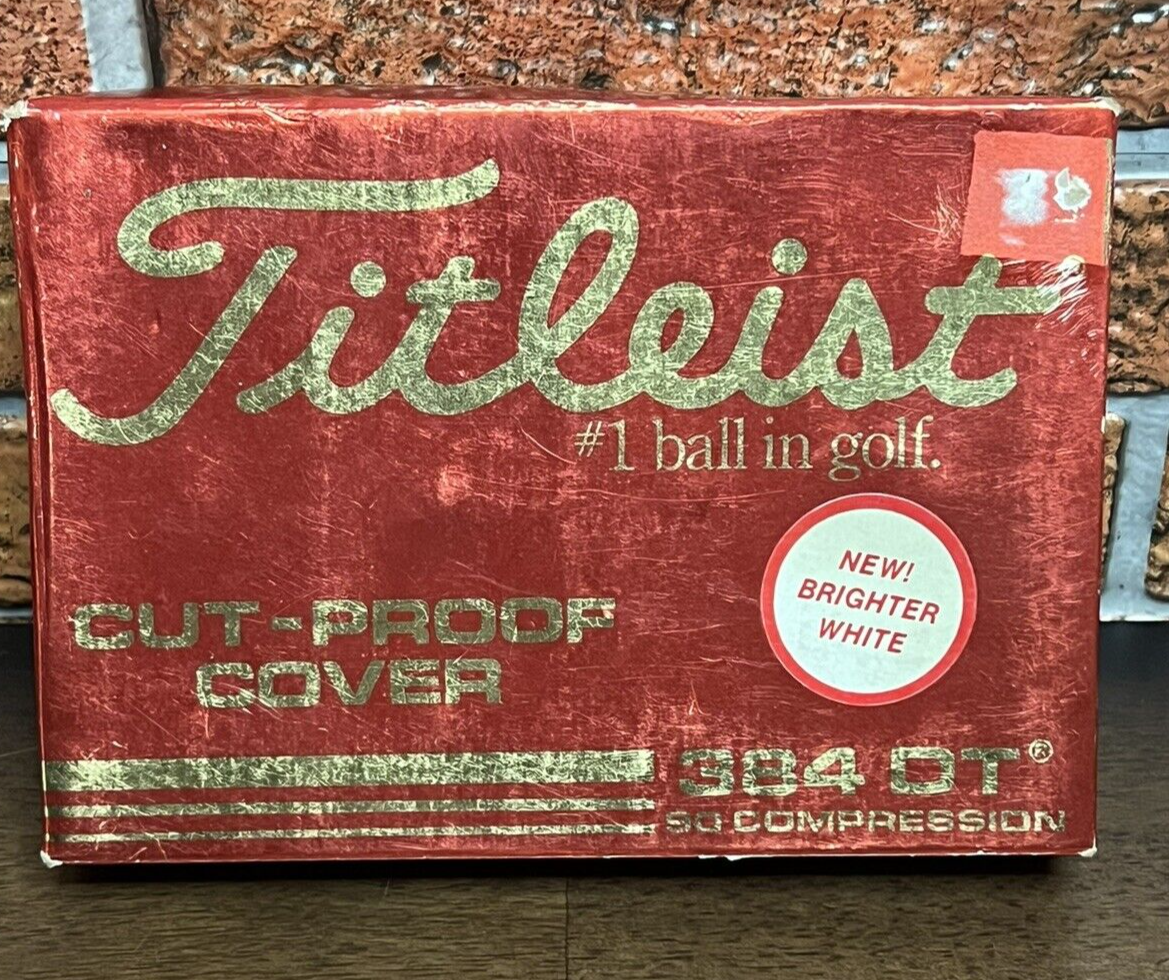 Titleist
#1 ball in golf.
NEW!
BRIGHTER
WHITE
CUT-PROOF
COVER
384 DT®
90 COMPRESSION